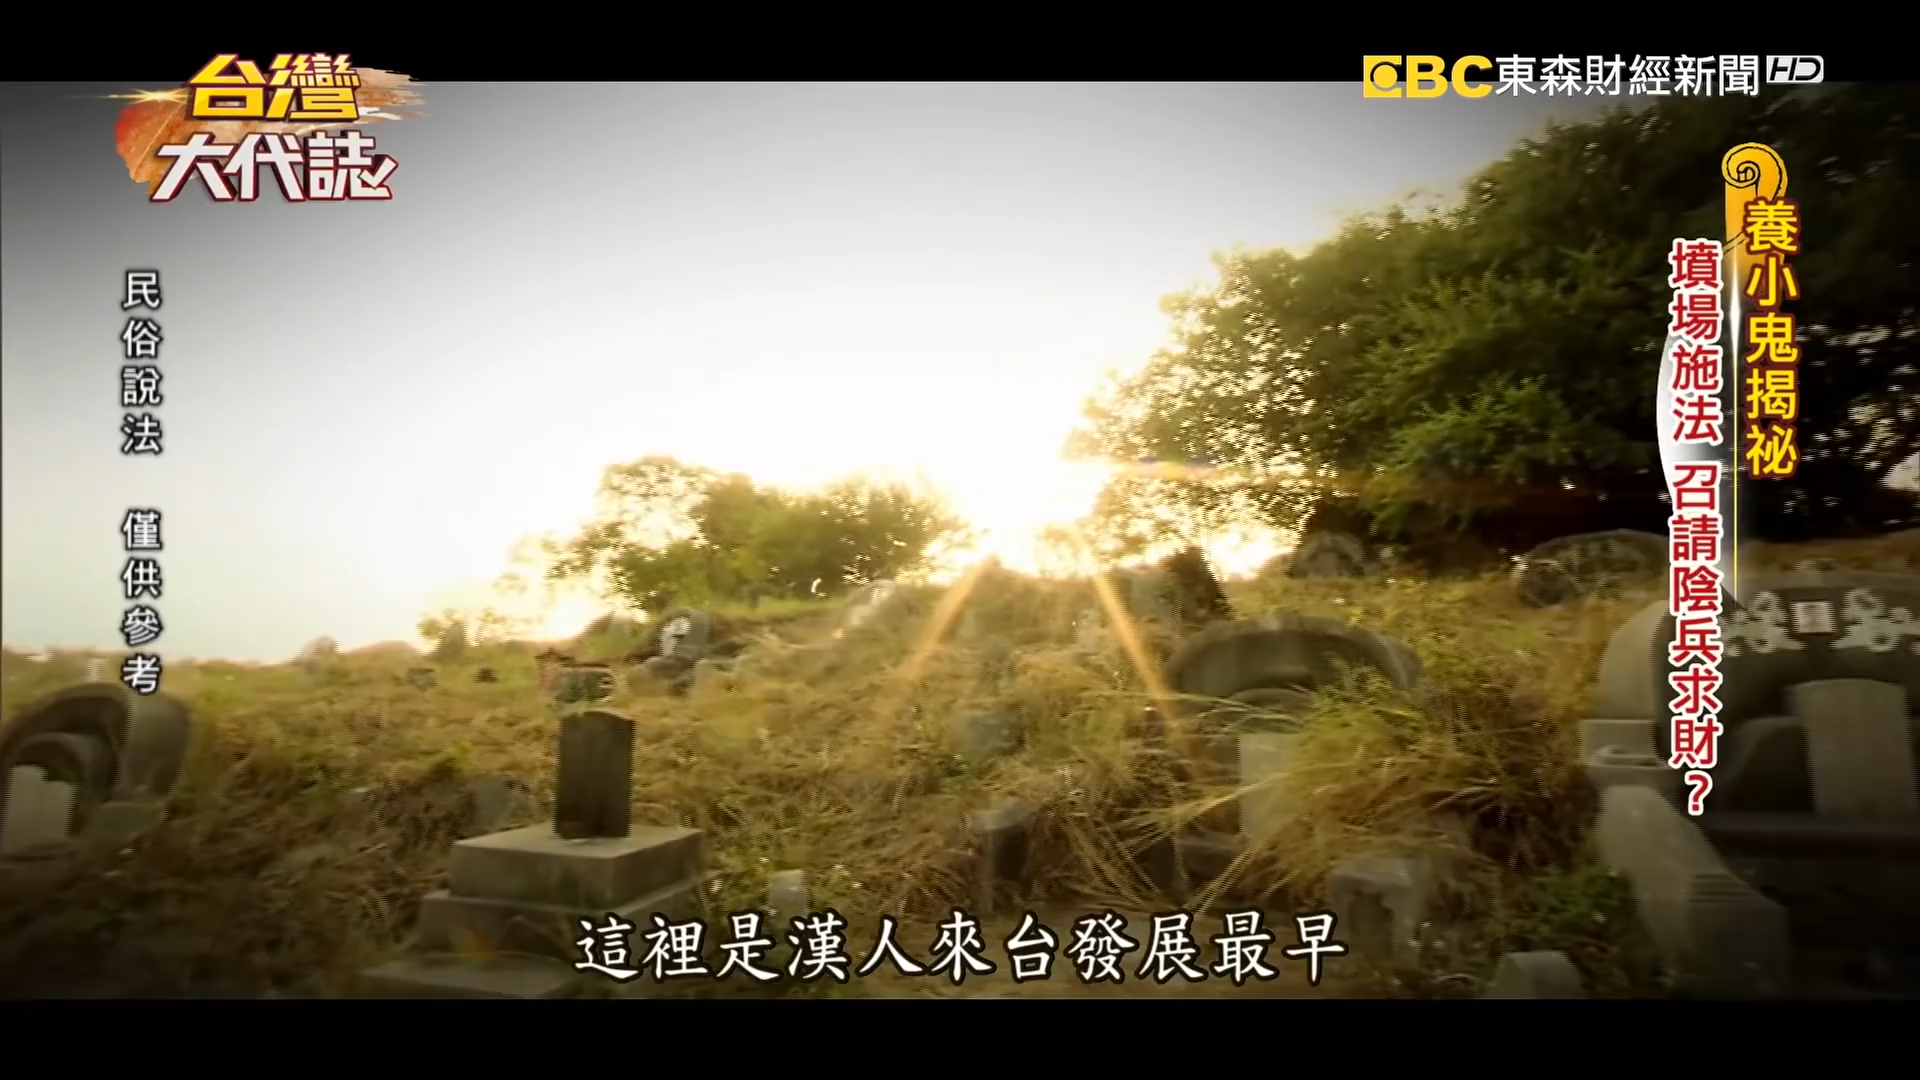 台灣
大代誌
EBC東森財經新聞HD
養小鬼揭祕
墳場施法 召請陰兵求財?
民俗說法 僅供參考
這裡是漢人來台發展最早